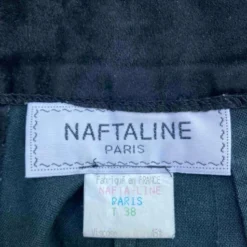 NAFTALINE
PARIS
Fabriqué en FRANCE
NAFTALINE
PARIS
T 38